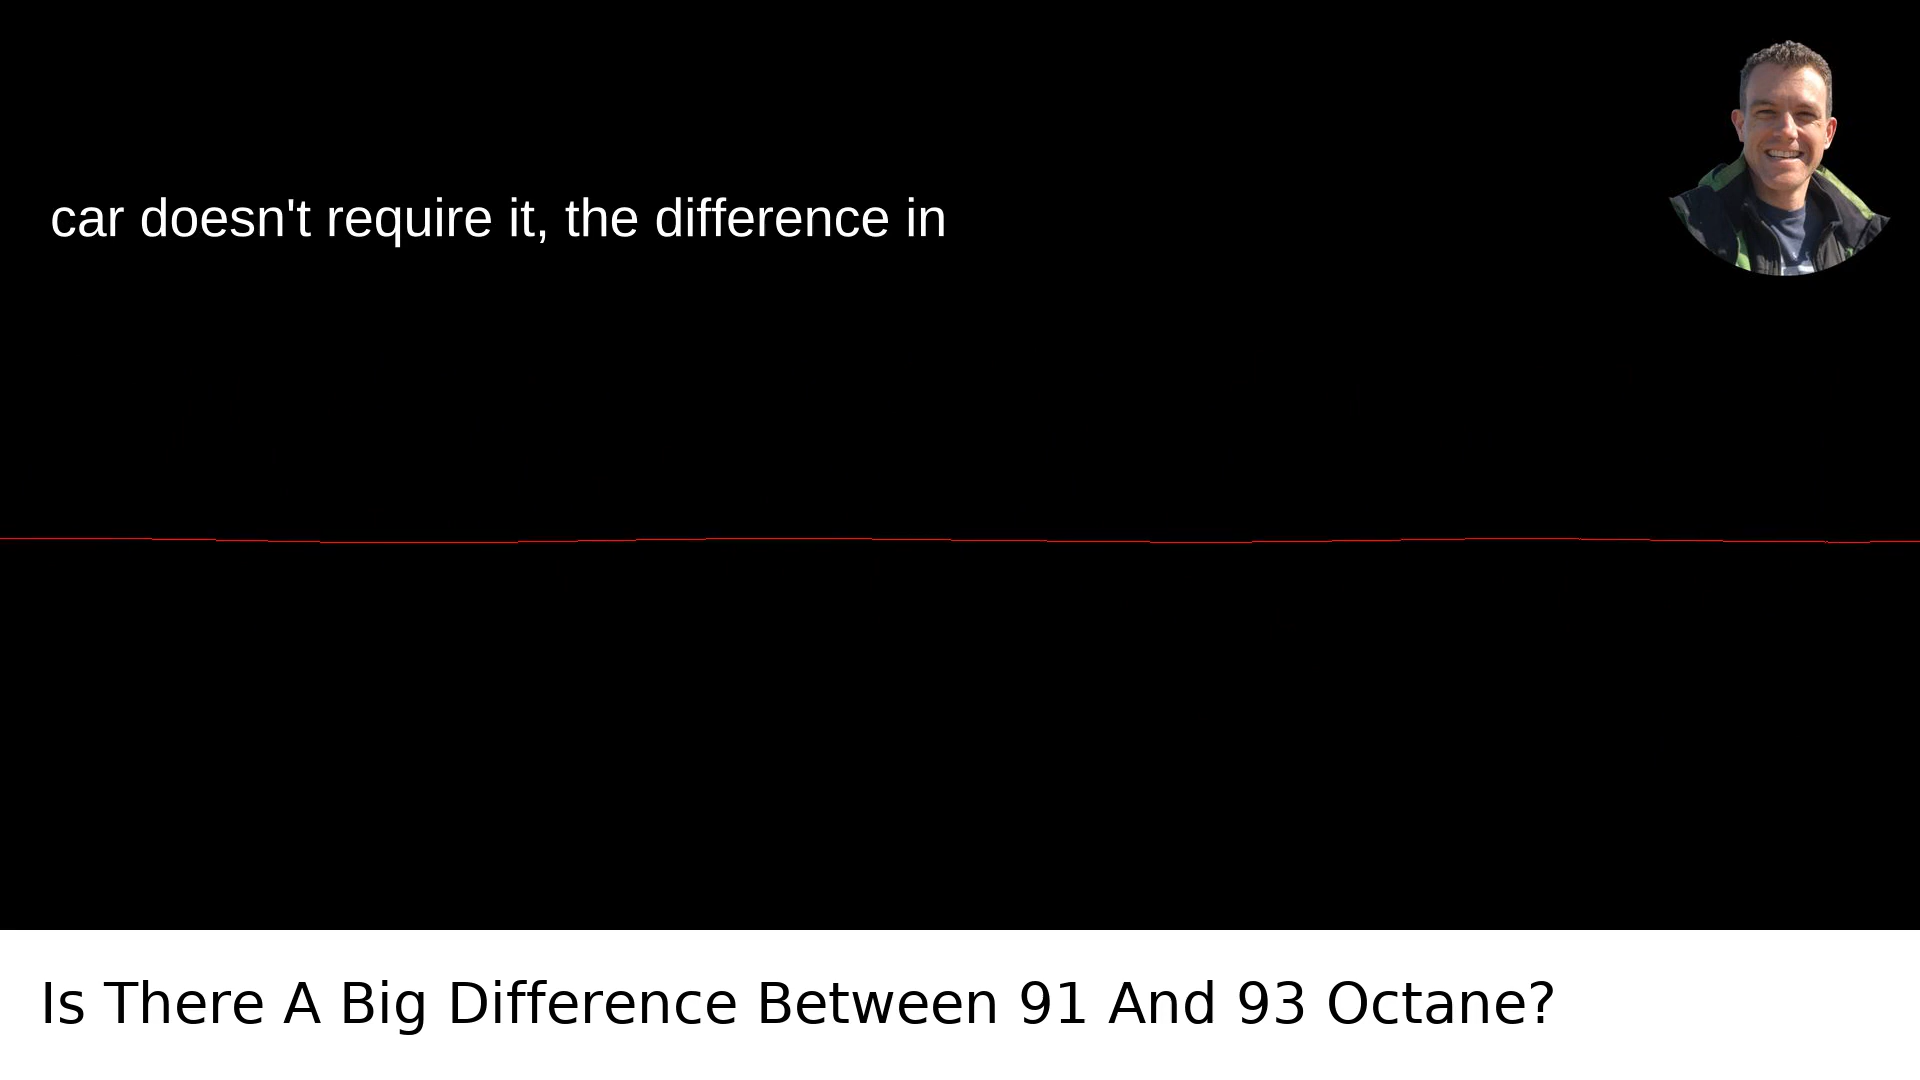 car doesn't require it, the difference in
Is There A Big Difference Between 91 And 93 Octane?